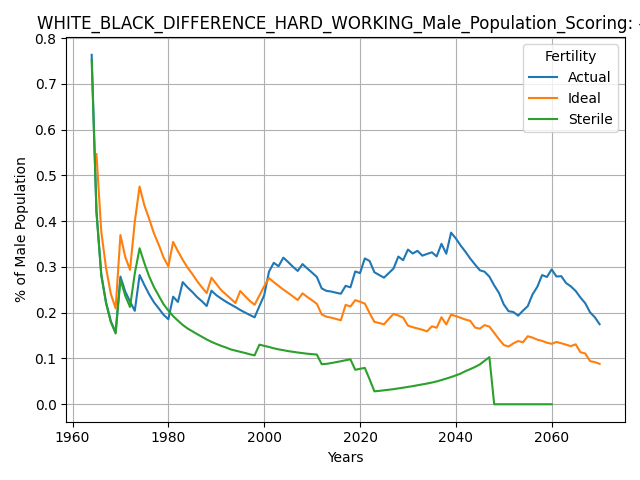 WHITE_BLACK_DIFFERENCE_HARD_WORKING_Male_Population_Scoring:
0.8
0.7
0.6
0.5
0.4
0.3
0.2
0.1
0.0
% of Male Population
Fertility
Actual
Ideal
Sterile
1960 1980 2000 2020 2040 2060
Years